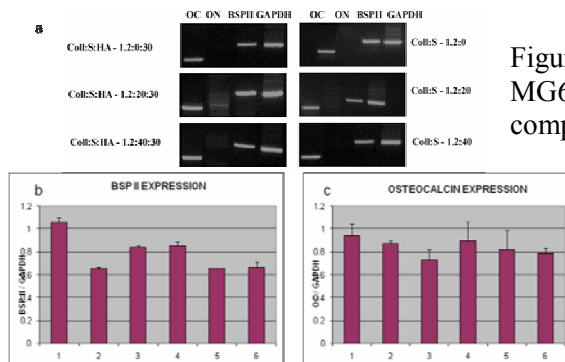 a
OC ON BSPII GAPDH OC ON BSPII GAPDH
Coll:S:HA - 1.2:0:30
Coll:S - 1.2:0
Coll:S:HA - 1.2:20:30
Coll:S - 1.2:20
Coll:S:HA - 1.2:40:30
Coll:S - 1.2:40
Figu
MG6
comp
b
BSP II EXPRESSION
BSP II / GAPDH
1.2
1
0.8
0.6
0.4
0.2
0
1 2 3 4 5 6
c
OSTEOCALCIN EXPRESSION
OC / GAPDH
1.2
1
0.8
0.6
0.4
0.2
0
1 2 3 4 5 6